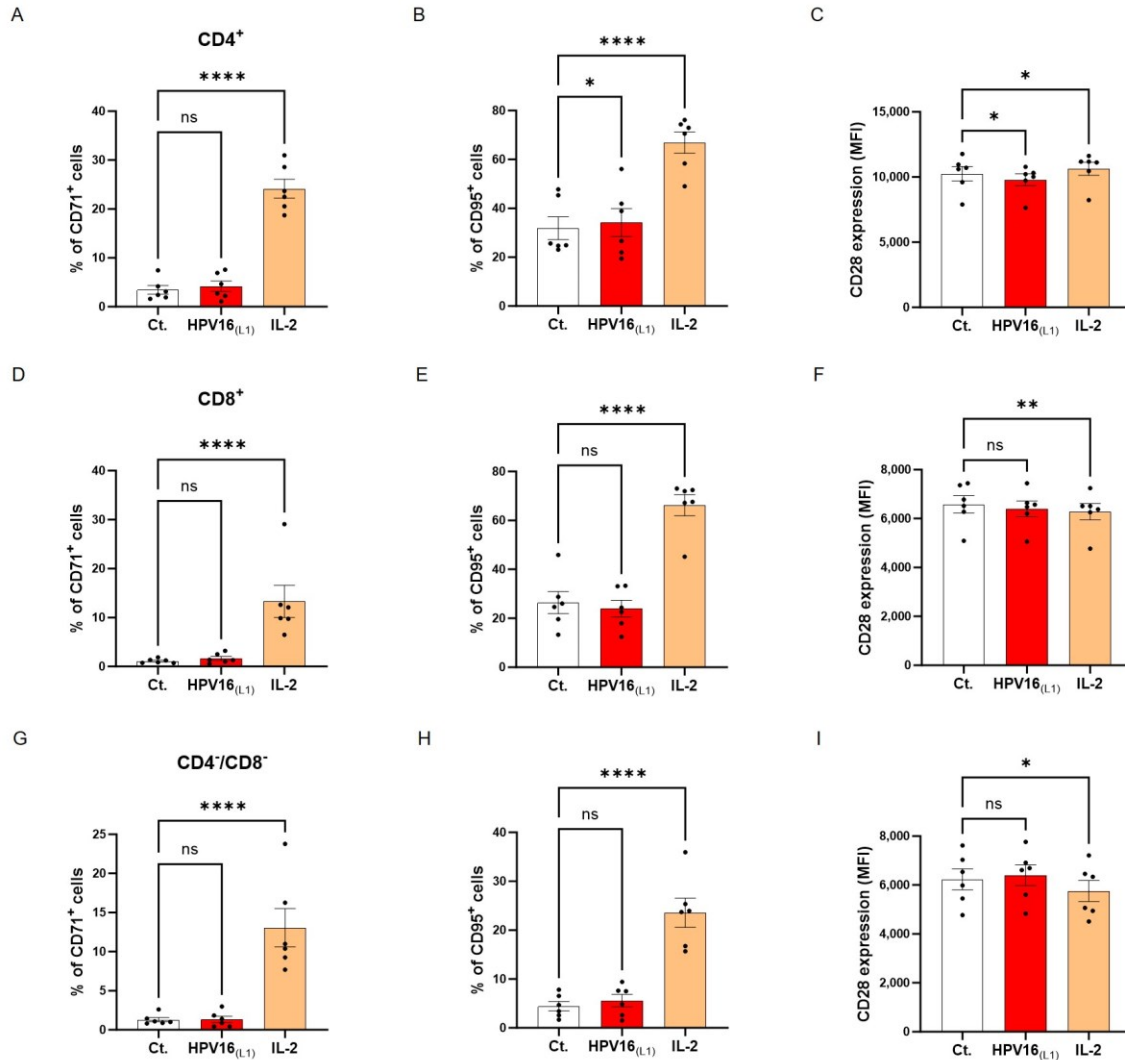 A
B
C
CD4⁺
****
ns
% of CD71⁺ cells
40
30
20
10
0
Ct.
HPV16(L1)
IL-2
****
*
% of CD95⁺ cells
80
60
40
20
0
Ct.
HPV16(L1)
IL-2
*
*
CD28 expression (MFI)
15,000
10,000
5,000
0
Ct.
HPV16(L1)
IL-2
D
E
F
CD8⁺
****
ns
% of CD71⁺ cells
40
30
20
10
0
Ct.
HPV16(L1)
IL-2
****
ns
% of CD95⁺ cells
80
60
40
20
0
Ct.
HPV16(L1)
IL-2
**
ns
CD28 expression (MFI)
8,000
6,000
4,000
2,000
0
Ct.
HPV16(L1)
IL-2
G
H
I
CD4⁻/CD8⁻
****
ns
% of CD71⁺ cells
25
20
15
10
5
0
Ct.
HPV16(L1)
IL-2
****
ns
% of CD95⁺ cells
40
30
20
10
0
Ct.
HPV16(L1)
IL-2
*
ns
CD28 expression (MFI)
8,000
6,000
4,000
2,000
0
Ct.
HPV16(L1)
IL-2